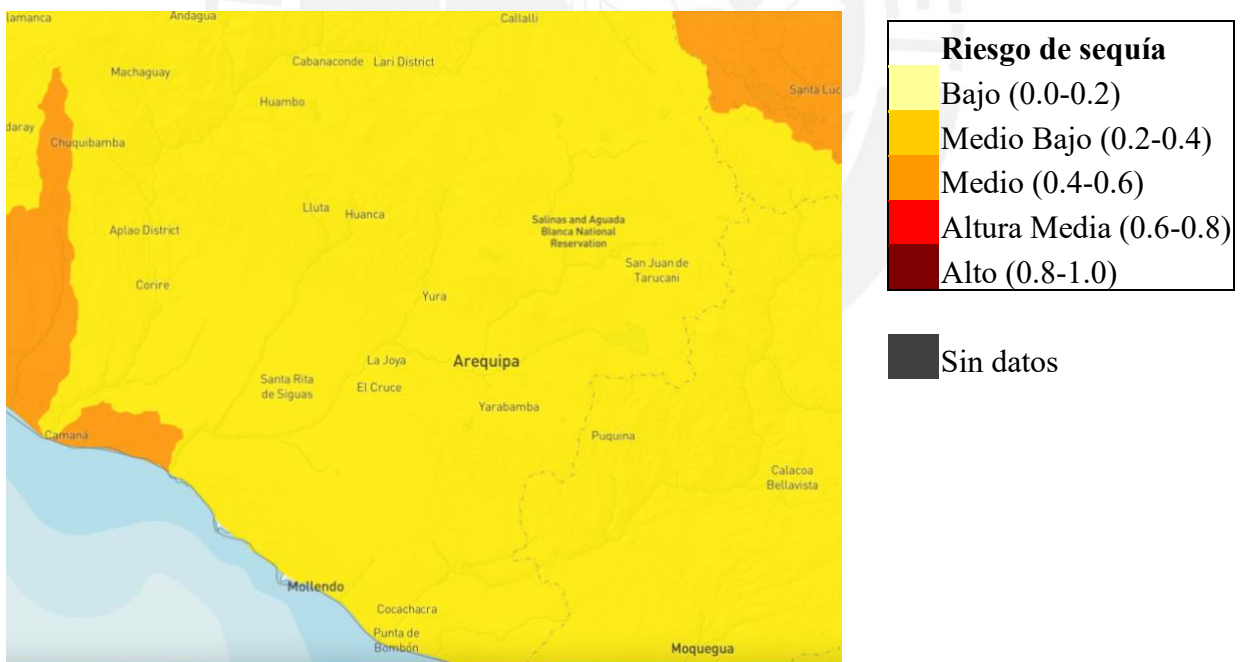 lamanca
Andagua
Callalli
Cabanaconde
Lari District
Machaguay
Santa Luc
Huambo
daray
Chuquibamba
Lluta
Huanca
Salinas and Aguada
Blanca National
Reservation
Aplao District
San Juan de
Tarucani
Corire
Yura
La Joya
Arequipa
Santa Rita
de Siguas
El Cruce
Yarabamba
Camaná
Puquina
Calacoa
Bellavista
Mollendo
Cocachacra
Punta de
Bombón
Moquegua
Riesgo de sequía
Bajo (0.0-0.2)
Medio Bajo (0.2-0.4)
Medio (0.4-0.6)
Altura Media (0.6-0.8)
Alto (0.8-1.0)
Sin datos